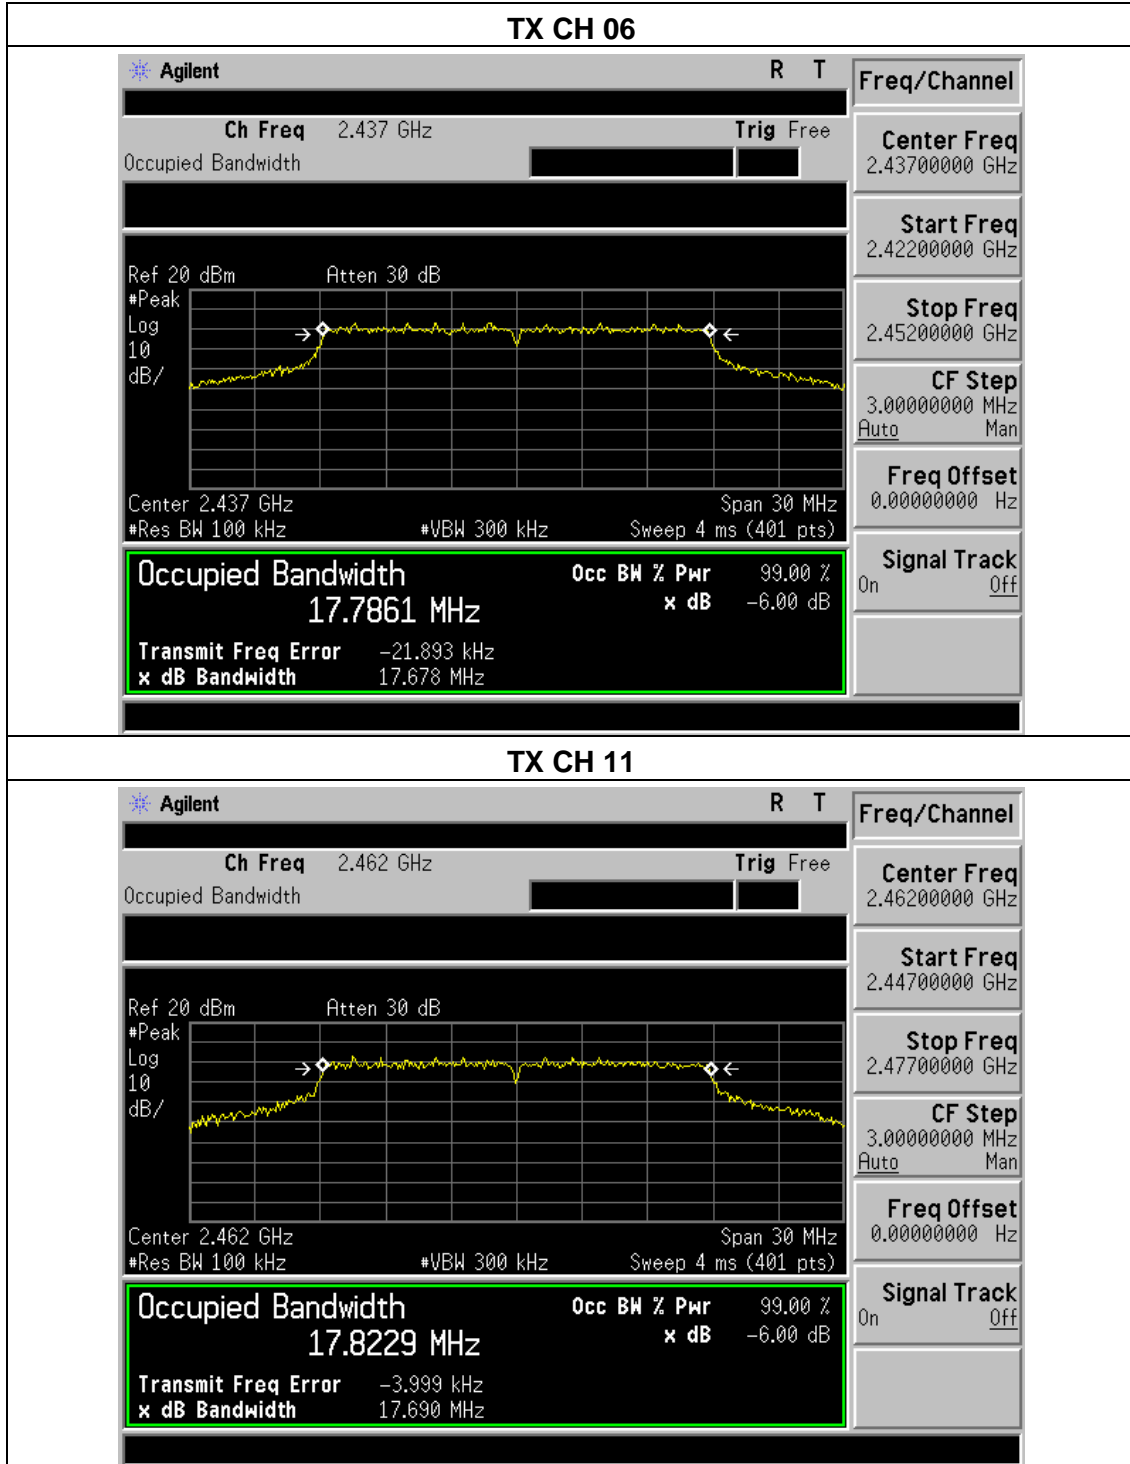 TX CH 06
Agilent R T
Freq/Channel
Ch Freq 2.437 GHz Trig Free
Occupied Bandwidth
Center Freq
2.43700000 GHz
Start Freq
2.42200000 GHz
Stop Freq
2.45200000 GHz
CF Step
3.00000000 MHz
Auto Man
Freq Offset
0.00000000 Hz
Signal Track
On Off
Ref 20 dBm Atten 30 dB
#Peak
Log
10
dB/
Center 2.437 GHz Span 30 MHz
#Res BW 100 kHz #VBW 300 kHz Sweep 4 ms (401 pts)
Occupied Bandwidth Occ BW % Pwr 99.00 %
17.7861 MHz x dB -6.00 dB
Transmit Freq Error -21.893 kHz
x dB Bandwidth 17.678 MHz
TX CH 11
Agilent R T
Freq/Channel
Ch Freq 2.462 GHz Trig Free
Occupied Bandwidth
Center Freq
2.46200000 GHz
Start Freq
2.44700000 GHz
Stop Freq
2.47700000 GHz
CF Step
3.00000000 MHz
Auto Man
Freq Offset
0.00000000 Hz
Signal Track
On Off
Ref 20 dBm Atten 30 dB
#Peak
Log
10
dB/
Center 2.462 GHz Span 30 MHz
#Res BW 100 kHz #VBW 300 kHz Sweep 4 ms (401 pts)
Occupied Bandwidth Occ BW % Pwr 99.00 %
17.8229 MHz x dB -6.00 dB
Transmit Freq Error -3.999 kHz
x dB Bandwidth 17.690 MHz